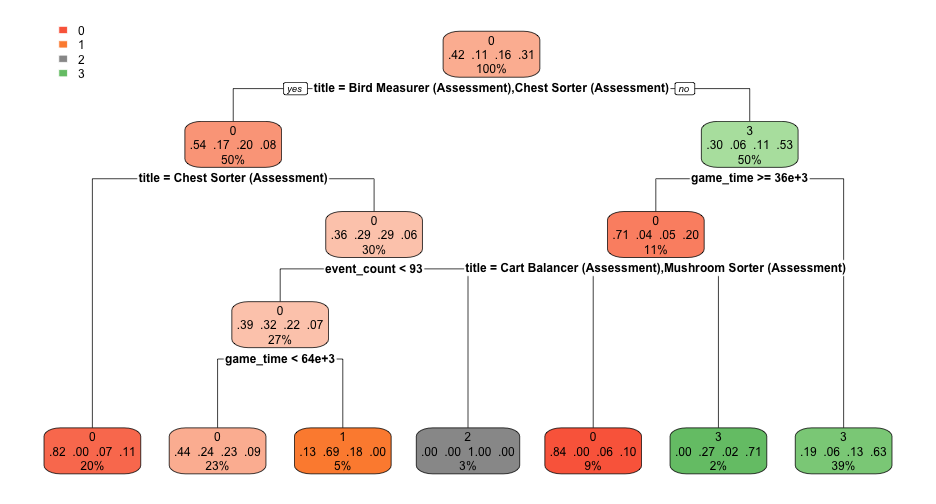 0
1
2
3
0
.42 .11 .16 .31
100%
yes title = Bird Measurer (Assessment),Chest Sorter (Assessment) no
0
.54 .17 .20 .08
50%
3
.30 .06 .11 .53
50%
title = Chest Sorter (Assessment)
game_time >= 36e+3
0
.36 .29 .29 .06
30%
0
.71 .04 .05 .20
11%
event_count < 93
title = Cart Balancer (Assessment),Mushroom Sorter (Assessment)
0
.39 .32 .22 .07
27%
game_time < 64e+3
0
.82 .00 .07 .11
20%
0
.44 .24 .23 .09
23%
1
.13 .69 .18 .00
5%
2
.00 .00 1.00 .00
3%
0
.84 .00 .06 .10
9%
3
.00 .27 .02 .71
2%
3
.19 .06 .13 .63
39%